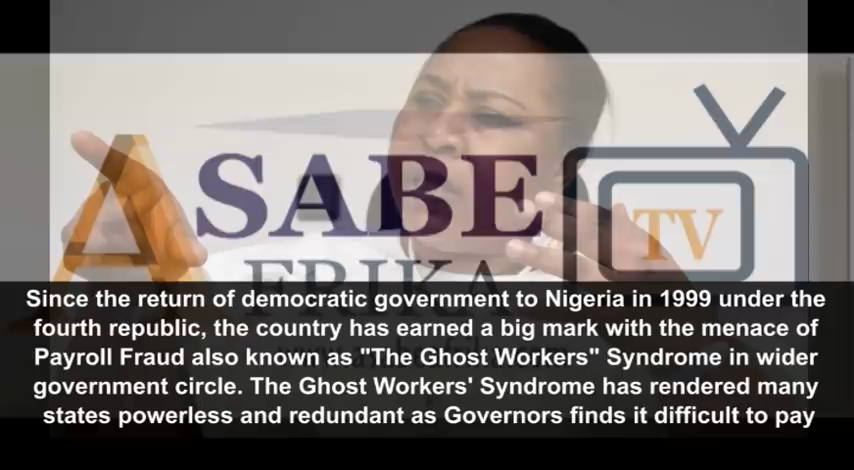 ASABE
AFRIKA
TV
Since the return of democratic government to Nigeria in 1999 under the
fourth republic, the country has earned a big mark with the menace of
Payroll Fraud also known as "The Ghost Workers" Syndrome in wider
government circle. The Ghost Workers' Syndrome has rendered many
states powerless and redundant as Governors finds it difficult to pay